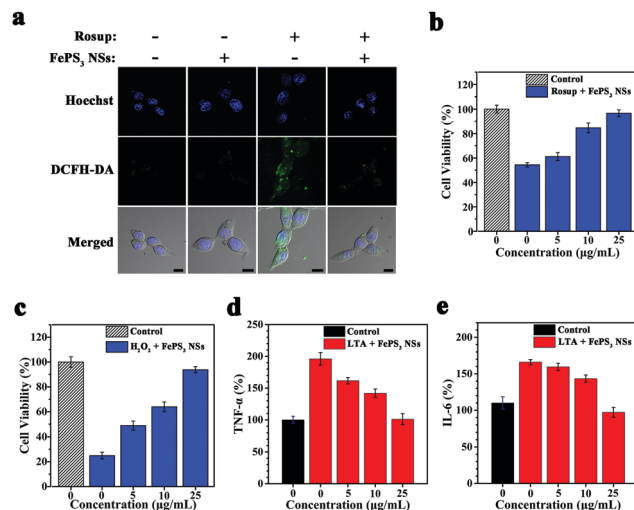 a
Rosup: - - + +
FePS₃ NSs: - + - +
Hoechst
DCFH-DA
Merged
b
Control
Rosup + FePS₃ NSs
Cell Viability (%)
120
100
80
60
40
20
0
0 0 5 10 25
Concentration (µg/mL)
c
Control
H₂O₂ + FePS₃ NSs
Cell Viability (%)
120
100
80
60
40
20
0
0 0 5 10 25
Concentration (µg/mL)
d
Control
LTA + FePS₃ NSs
TNF-α (%)
250
200
150
100
50
0
0 0 5 10 25
Concentration (µg/mL)
e
Control
LTA + FePS₃ NSs
IL-6 (%)
200
150
100
50
0
0 0 5 10 25
Concentration (µg/mL)